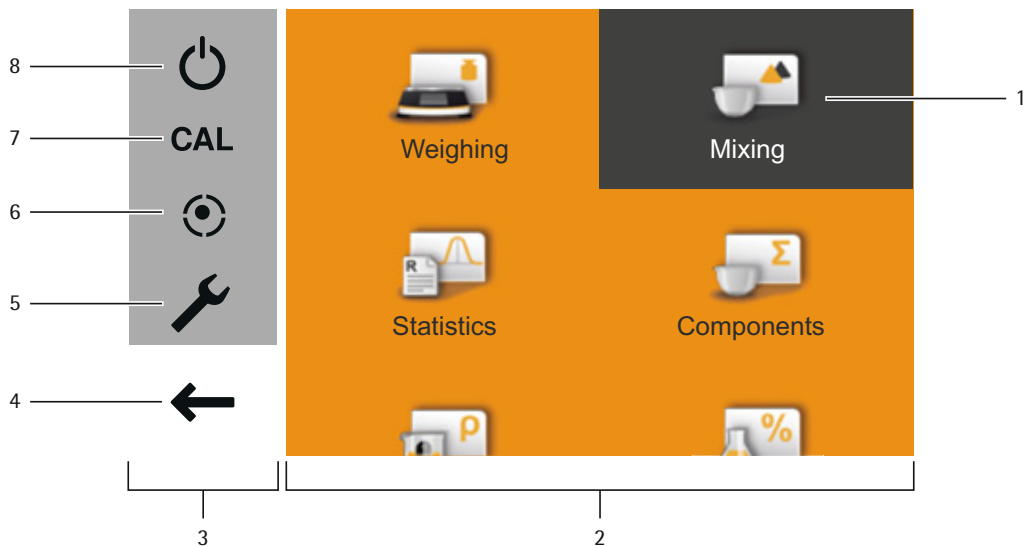 8
7
6
5
4
CAL
Weighing
Mixing
1
R
Σ
Statistics
Components
ρ
%
3
2